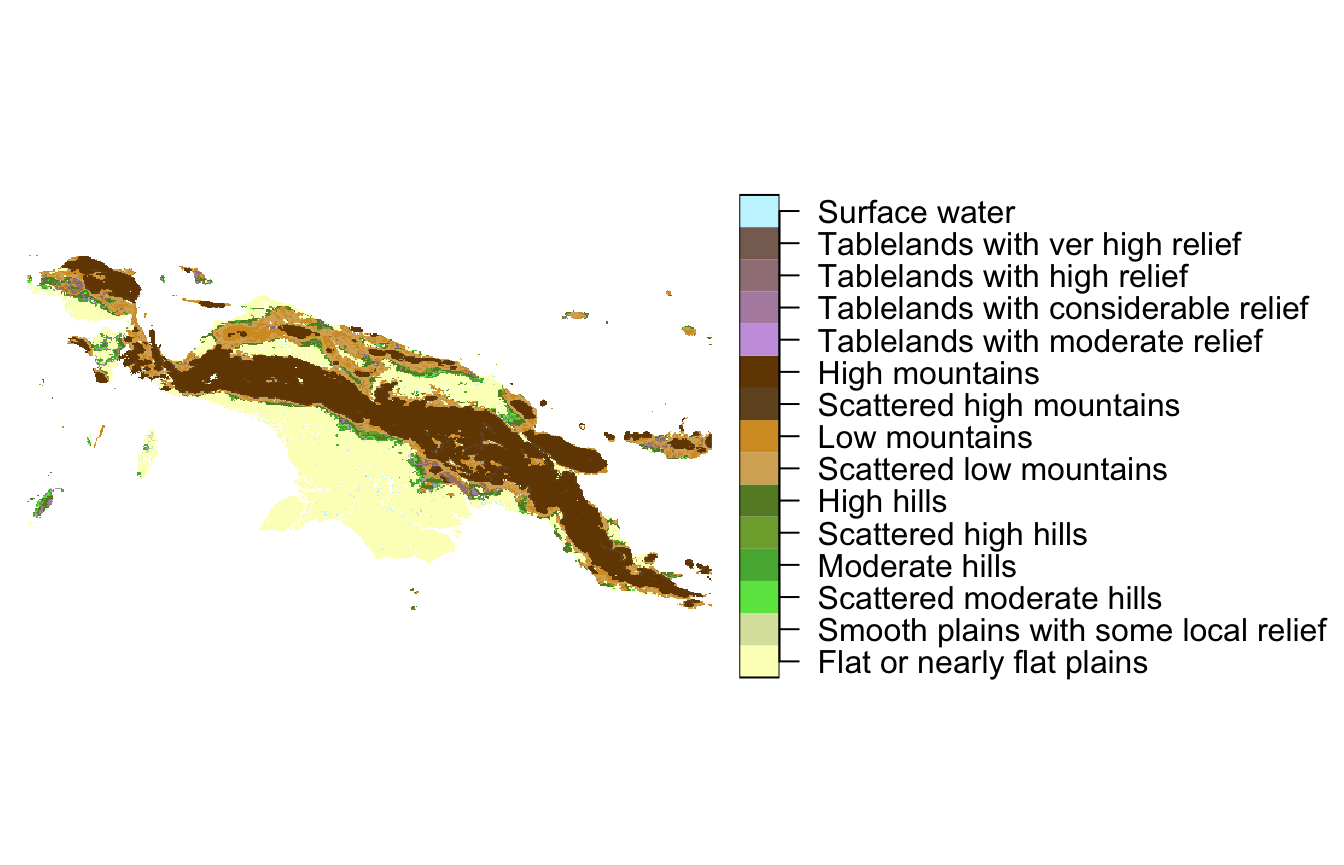 Surface water
Tablelands with ver high relief
Tablelands with high relief
Tablelands with considerable relief
Tablelands with moderate relief
High mountains
Scattered high mountains
Low mountains
Scattered low mountains
High hills
Scattered high hills
Moderate hills
Scattered moderate hills
Smooth plains with some local relief
Flat or nearly flat plains